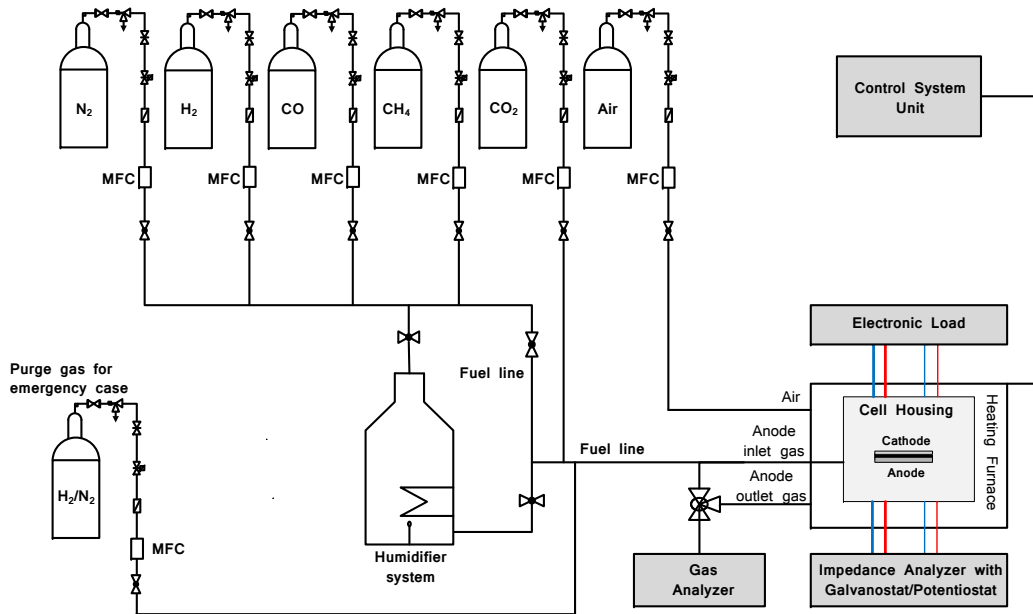 N₂
H₂
CO
CH₄
CO₂
Air
Control System
Unit
MFC
MFC
MFC
MFC
MFC
MFC
Electronic Load
Purge gas for
emergency case
Fuel line
Air
Cell Housing
Heating Furnace
Fuel line
Anode
inlet gas
Cathode
Anode
Anode
outlet gas
H₂/N₂
MFC
Humidifier
system
Gas
Analyzer
Impedance Analyzer with
Galvanostat/Potentiostat